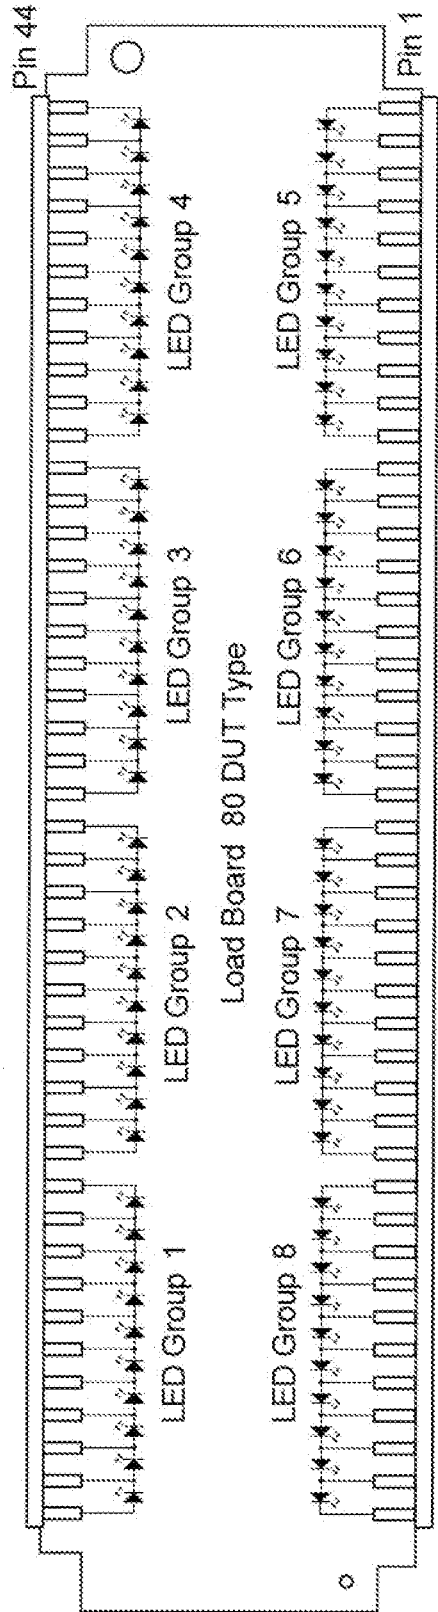 Pin 44
LED Group 1
LED Group 2
LED Group 3
LED Group 4
Load Board 80 DUT Type
LED Group 8
LED Group 7
LED Group 6
LED Group 5
Pin 1